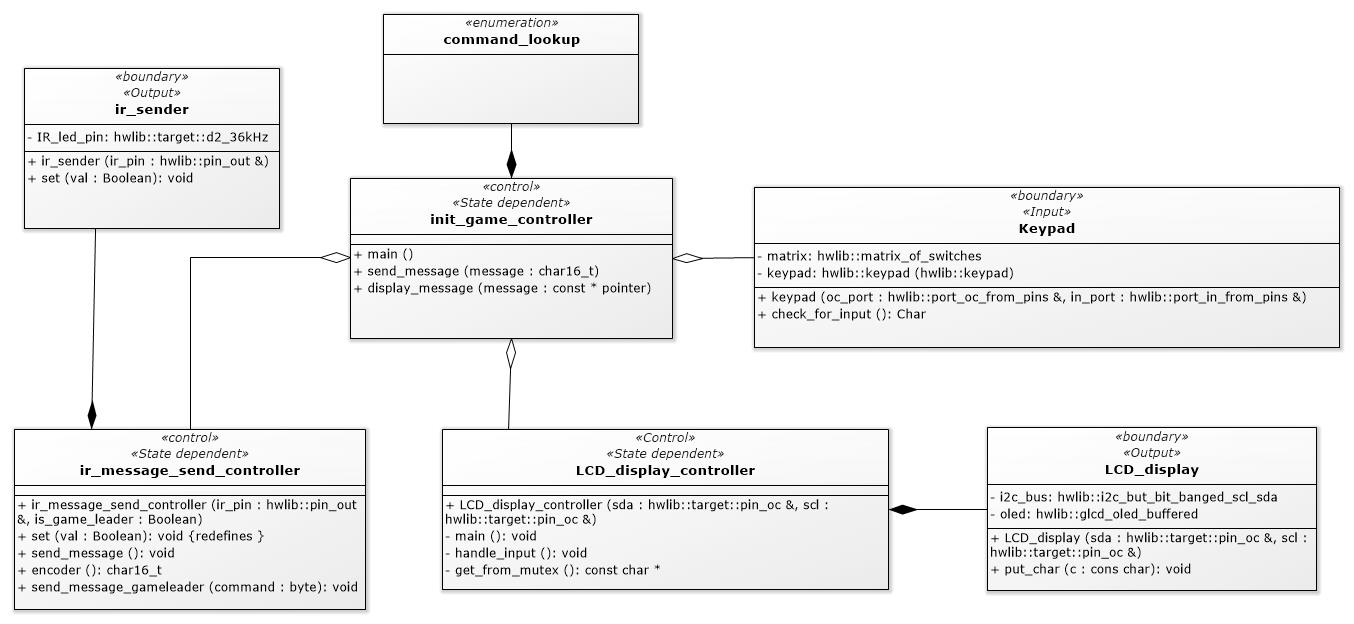 «enumeration»
command_lookup
«boundary»
«Output»
ir_sender
- IR_led_pin: hwlib::target::d2_36kHz
+ ir_sender (ir_pin : hwlib::pin_out &)
+ set (val : Boolean): void
«control»
«State dependent»
init_game_controller
+ main ()
+ send_message (message : char16_t)
+ display_message (message : const * pointer)
«boundary»
«Input»
Keypad
- matrix: hwlib::matrix_of_switches
- keypad: hwlib::keypad (hwlib::keypad)
+ keypad (oc_port : hwlib::port_oc_from_pins &, in_port : hwlib::port_in_from_pins &)
+ check_for_input (): Char
«control»
«State dependent»
ir_message_send_controller
+ ir_message_send_controller (ir_pin : hwlib::pin_out
&, is_game_leader : Boolean)
+ set (val : Boolean): void {redefines }
+ send_message (): void
+ encoder (): char16_t
+ send_message_gameleader (command : byte): void
«Control»
«State dependent»
LCD_display_controller
+ LCD_display_controller (sda : hwlib::target::pin_oc &, scl :
hwlib::target::pin_oc &)
- main (): void
- handle_input (): void
- get_from_mutex (): const char *
«boundary»
«Output»
LCD_display
- i2c_bus: hwlib::i2c_but_bit_banged_scl_sda
- oled: hwlib::glcd_oled_buffered
+ LCD_display (sda : hwlib::target::pin_oc &, scl :
hwlib::target::pin_oc &)
+ put_char (c : cons char): void